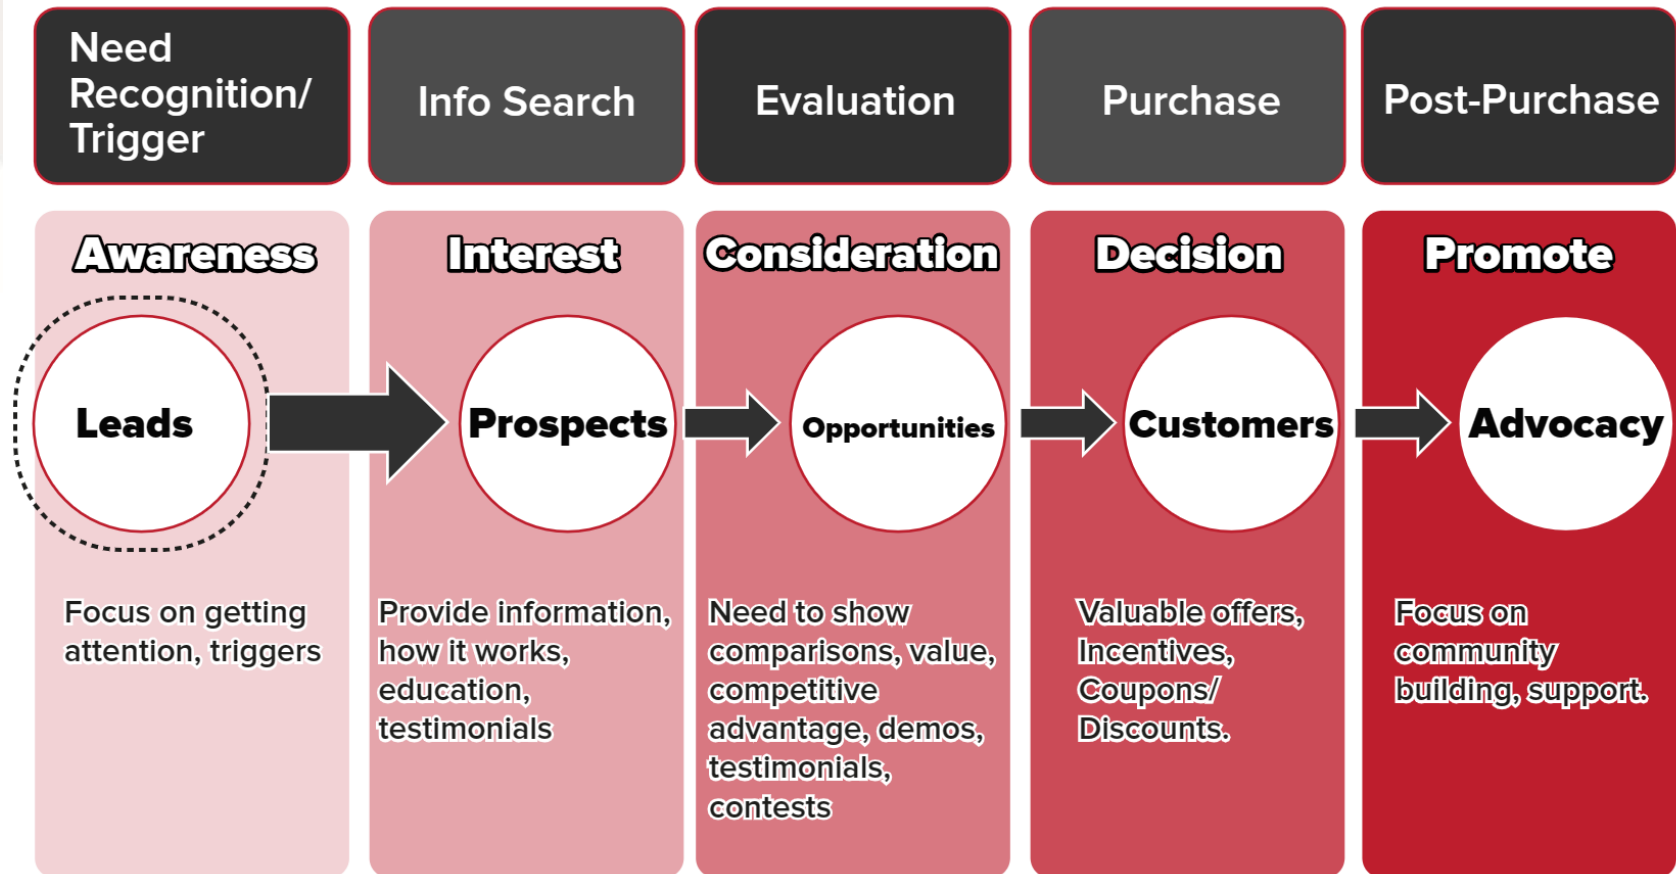 Need
Recognition/
Trigger
Info Search
Evaluation
Purchase
Post-Purchase
Awareness
Interest
Consideration
Decision
Promote
Leads
Prospects
Opportunities
Customers
Advocacy
Focus on getting
attention, triggers
Provide information,
how it works,
education,
testimonials
Need to show
comparisons, value,
competitive
advantage, demos,
testimonials,
contests
Valuable offers,
Incentives,
Coupons/
Discounts.
Focus on
community
building, support.